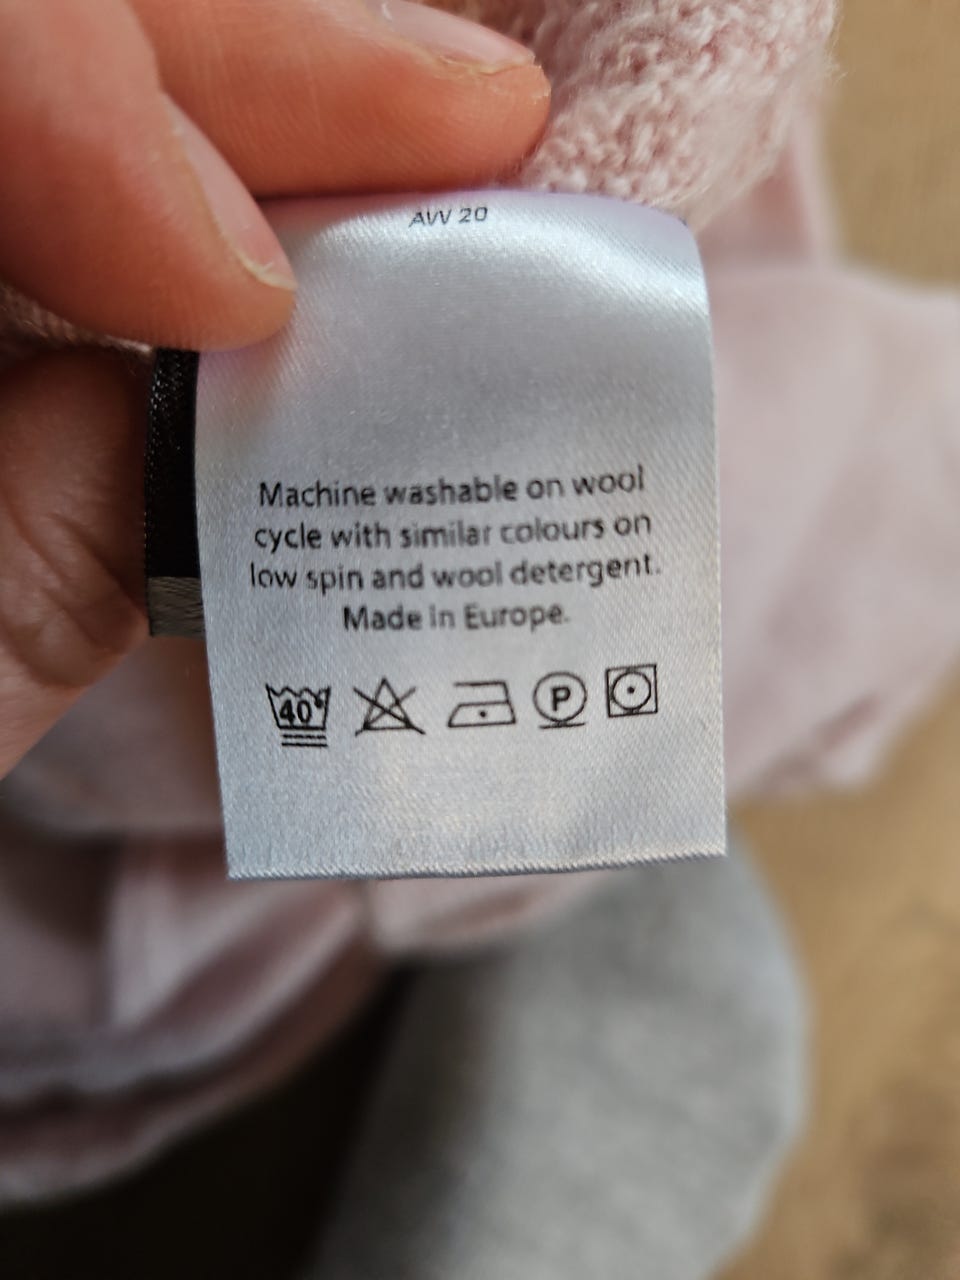 AW 20
Machine washable on wool
cycle with similar colours on
low spin and wool detergent.
Made in Europe.
40° P